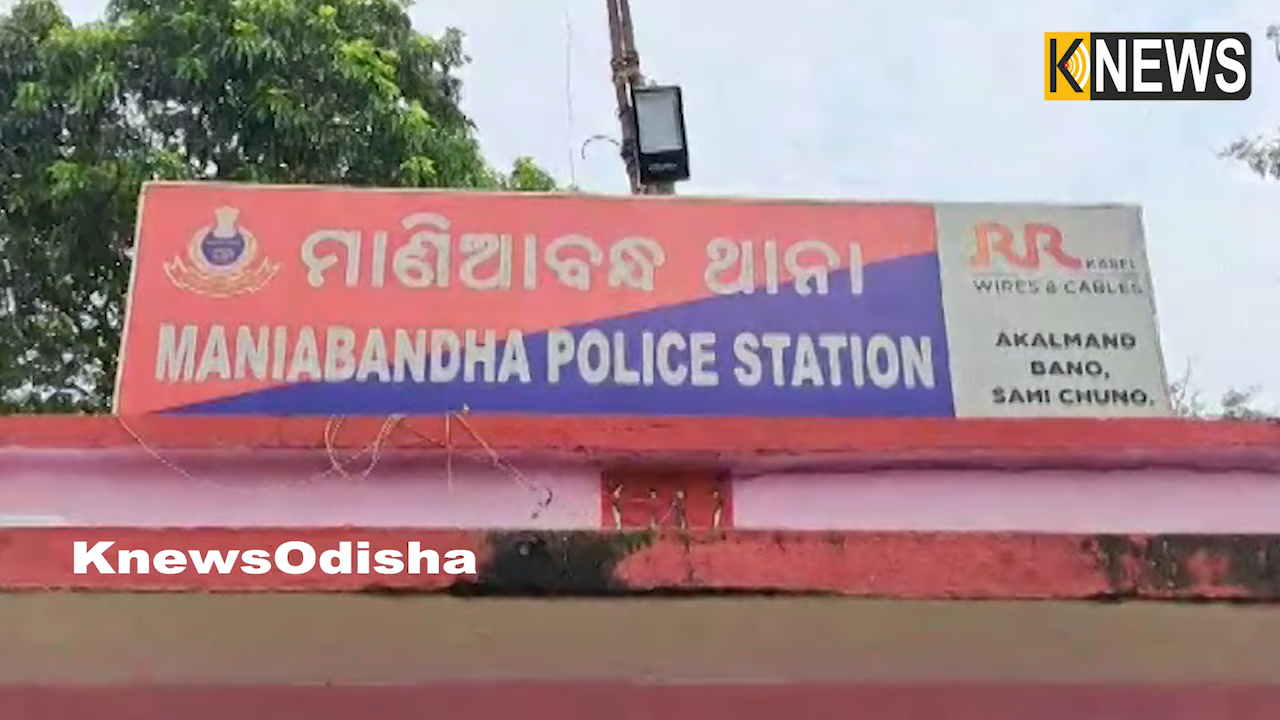 KNEWS
ମାଣିଆବନ୍ଧ ଥାନା
MANIABANDHA POLICE STATION
RR KABEL
WIRES & CABLES
AKALMAND
BANO,
SAHI CHUNO.
KnewsOdisha